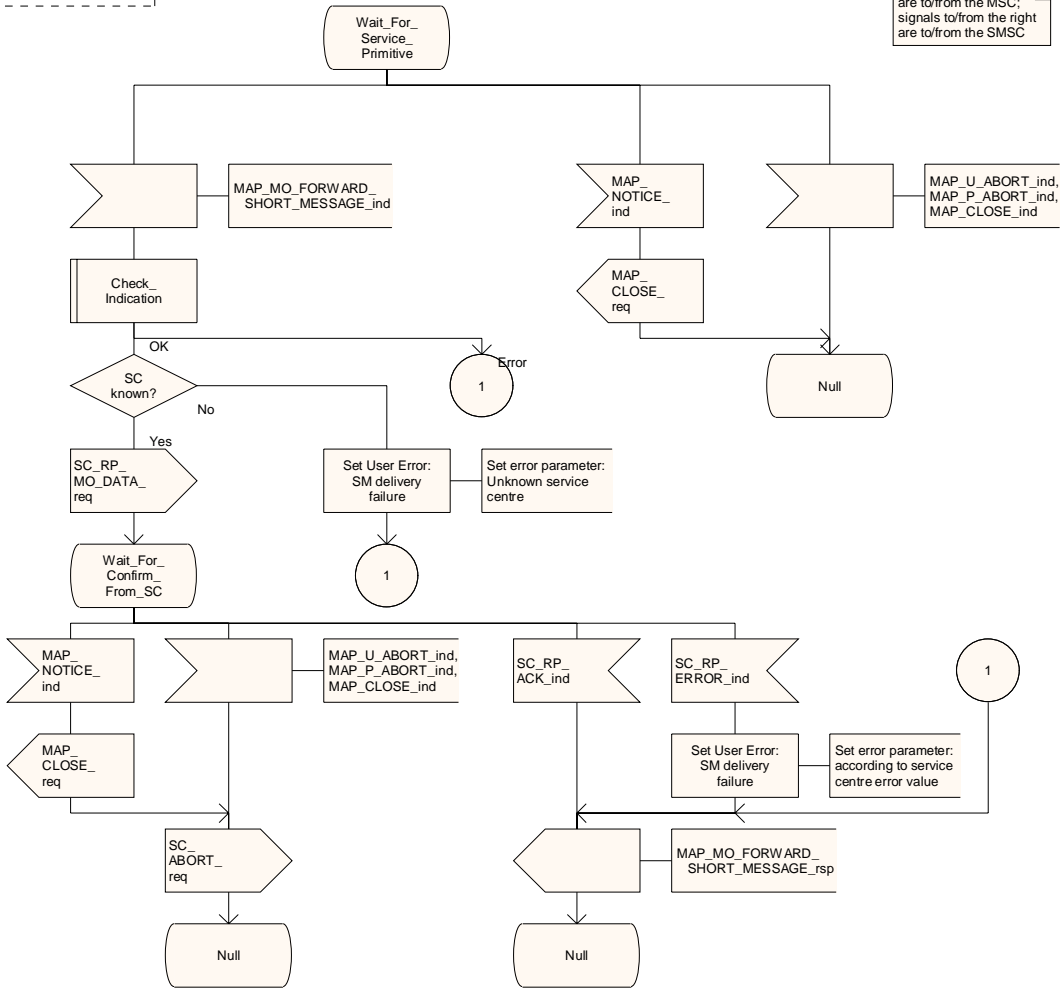 are to/from the MSC;
signals to/from the right
are to/from the SMSC
Wait_For_
Service_
Primitive
MAP_MO_FORWARD_
SHORT_MESSAGE_ind
MAP_
NOTICE_
ind
MAP_U_ABORT_ind,
MAP_P_ABORT_ind,
MAP_CLOSE_ind
Check_
Indication
MAP_
CLOSE_
req
OK
Error
SC
known?
1
Null
No
Yes
SC_RP_
MO_DATA_
req
Set User Error:
SM delivery
failure
Set error parameter:
Unknown service
centre
Wait_For_
Confirm_
From_SC
1
MAP_
NOTICE_
ind
MAP_U_ABORT_ind,
MAP_P_ABORT_ind,
MAP_CLOSE_ind
SC_RP_
ACK_ind
SC_RP_
ERROR_ind
1
MAP_
CLOSE_
req
Set User Error:
SM delivery
failure
Set error parameter:
according to service
centre error value
SC_
ABORT_
req
MAP_MO_FORWARD_
SHORT_MESSAGE_rsp
Null
Null